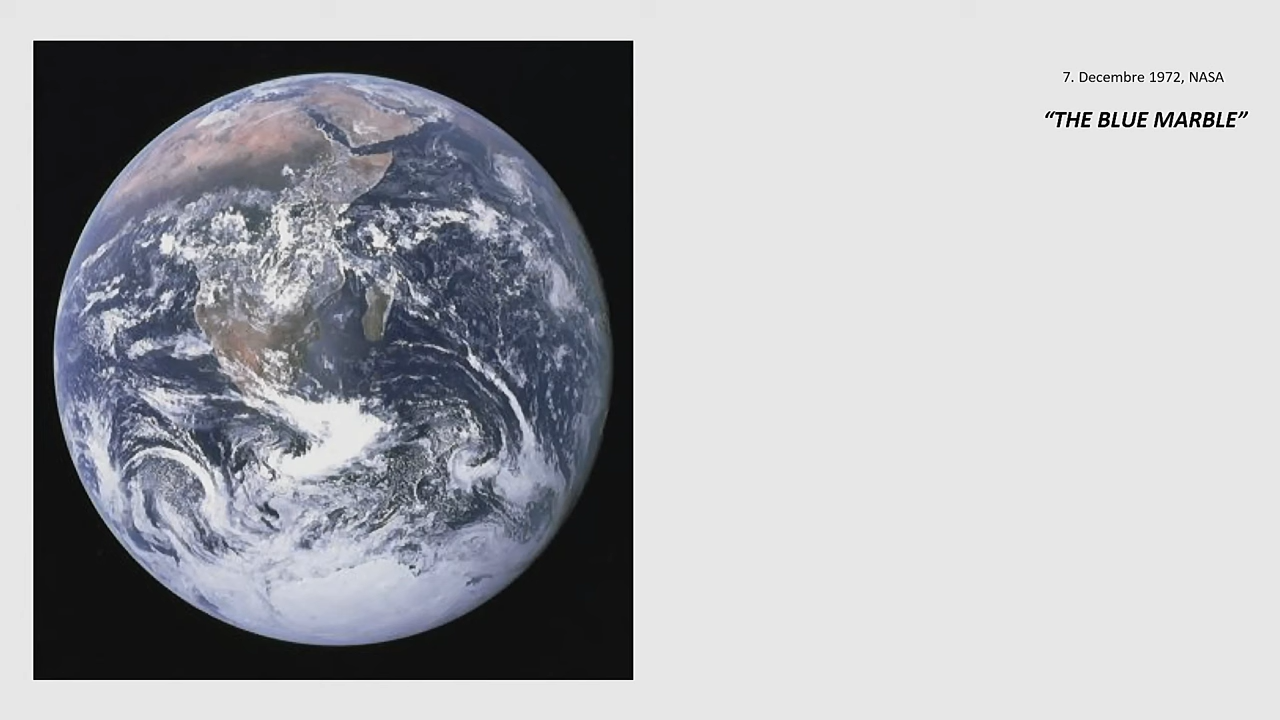 7. Decembre 1972, NASA
“THE BLUE MARBLE”